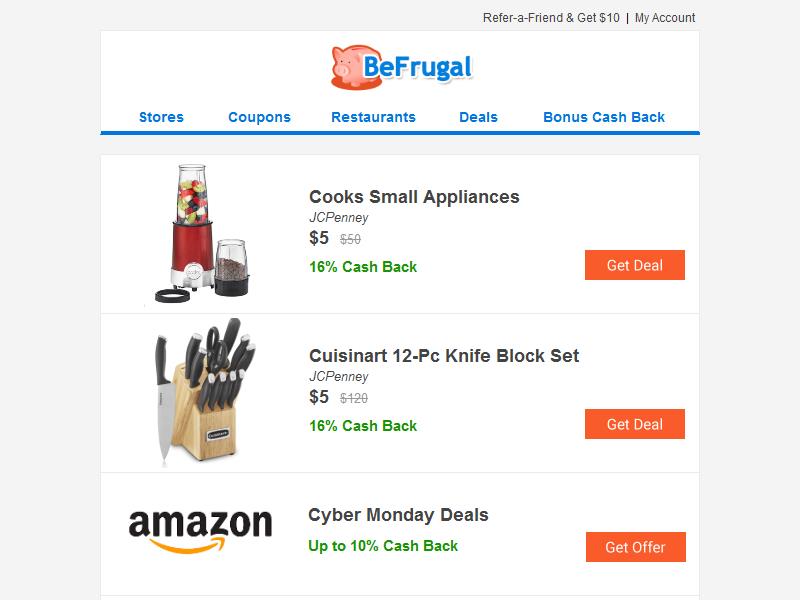 Refer-a-Friend & Get $10 | My Account
BeFrugal
Stores Coupons Restaurants Deals Bonus Cash Back
Cooks Small Appliances
JCPenney
$5 $50
16% Cash Back
Get Deal
Cuisinart 12-Pc Knife Block Set
JCPenney
$5 $120
16% Cash Back
Get Deal
amazon
Cyber Monday Deals
Up to 10% Cash Back
Get Offer